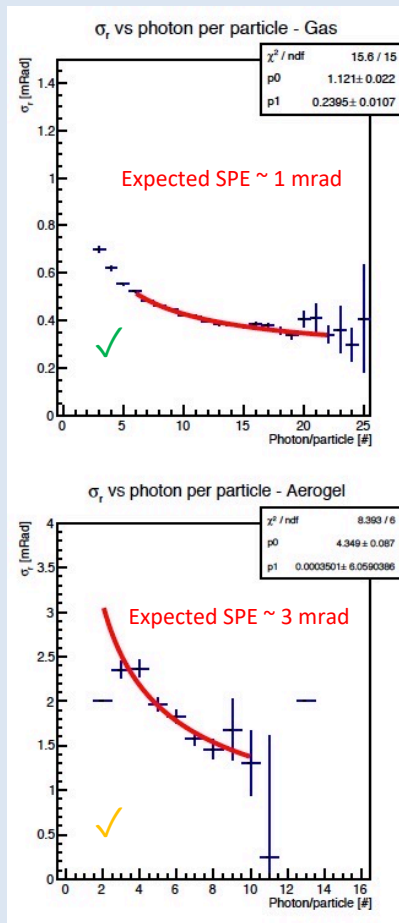 σr vs photon per particle - Gas
χ² / ndf 15.6 / 15
p0 1.121± 0.022
p1 0.2395± 0.0107
σr [mRad]
1.4
1.2
1
0.8
0.6
0.4
0.2
0
Expected SPE ~ 1 mrad
✓
0 5 10 15 20 25
Photon/particle [#]
σr vs photon per particle - Aerogel
χ² / ndf 8.393 / 6
p0 4.349± 0.087
p1 0.0003501± 6.0590386
σr [mRad]
4
3.5
3
2.5
2
1.5
1
0.5
0
Expected SPE ~ 3 mrad
✓
0 2 4 6 8 10 12 14 16
Photon/particle [#]